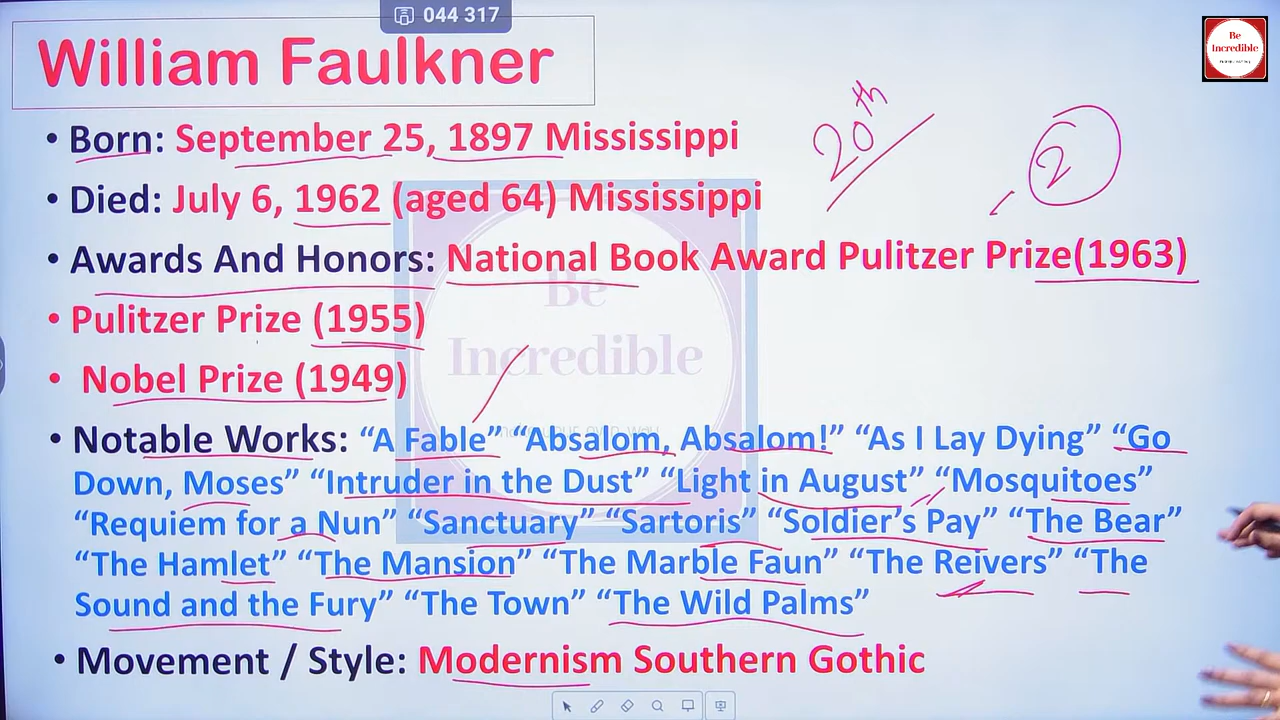 044 317
Be
Incredible
William Faulkner
20th
2
• Born: September 25, 1897 Mississippi
• Died: July 6, 1962 (aged 64) Mississippi
• Awards And Honors: National Book Award Pulitzer Prize(1963)
Be
• Pulitzer Prize (1955)
Incredible
• Nobel Prize (1949)
• Notable Works: “A Fable” “Absalom, Absalom!” “As I Lay Dying” “Go
Down, Moses” “Intruder in the Dust” “Light in August” “Mosquitoes”
“Requiem for a Nun” “Sanctuary” “Sartoris” “Soldier’s Pay” “The Bear”
“The Hamlet” “The Mansion” “The Marble Faun” “The Reivers” “The
Sound and the Fury” “The Town” “The Wild Palms”
• Movement / Style: Modernism Southern Gothic